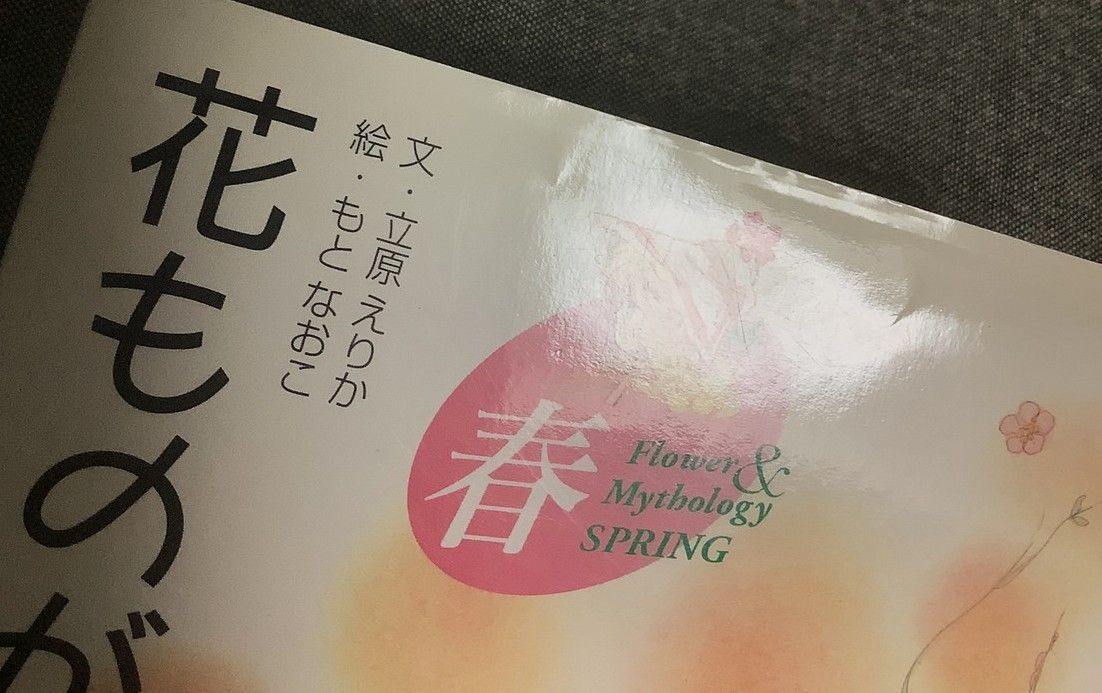 花ものが
文・立原えりか
絵・もと なおこ
春
Flower &
Mythology
SPRING